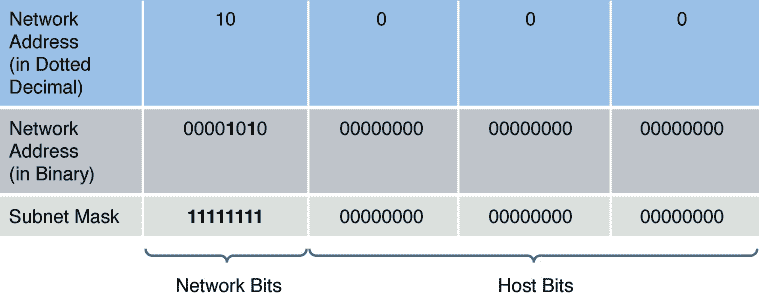 Network
Address
(in Dotted
Decimal)
10
0
0
0
Network
Address
(in Binary)
00001010
00000000
00000000
00000000
Subnet Mask
11111111
00000000
00000000
00000000
Network Bits
Host Bits